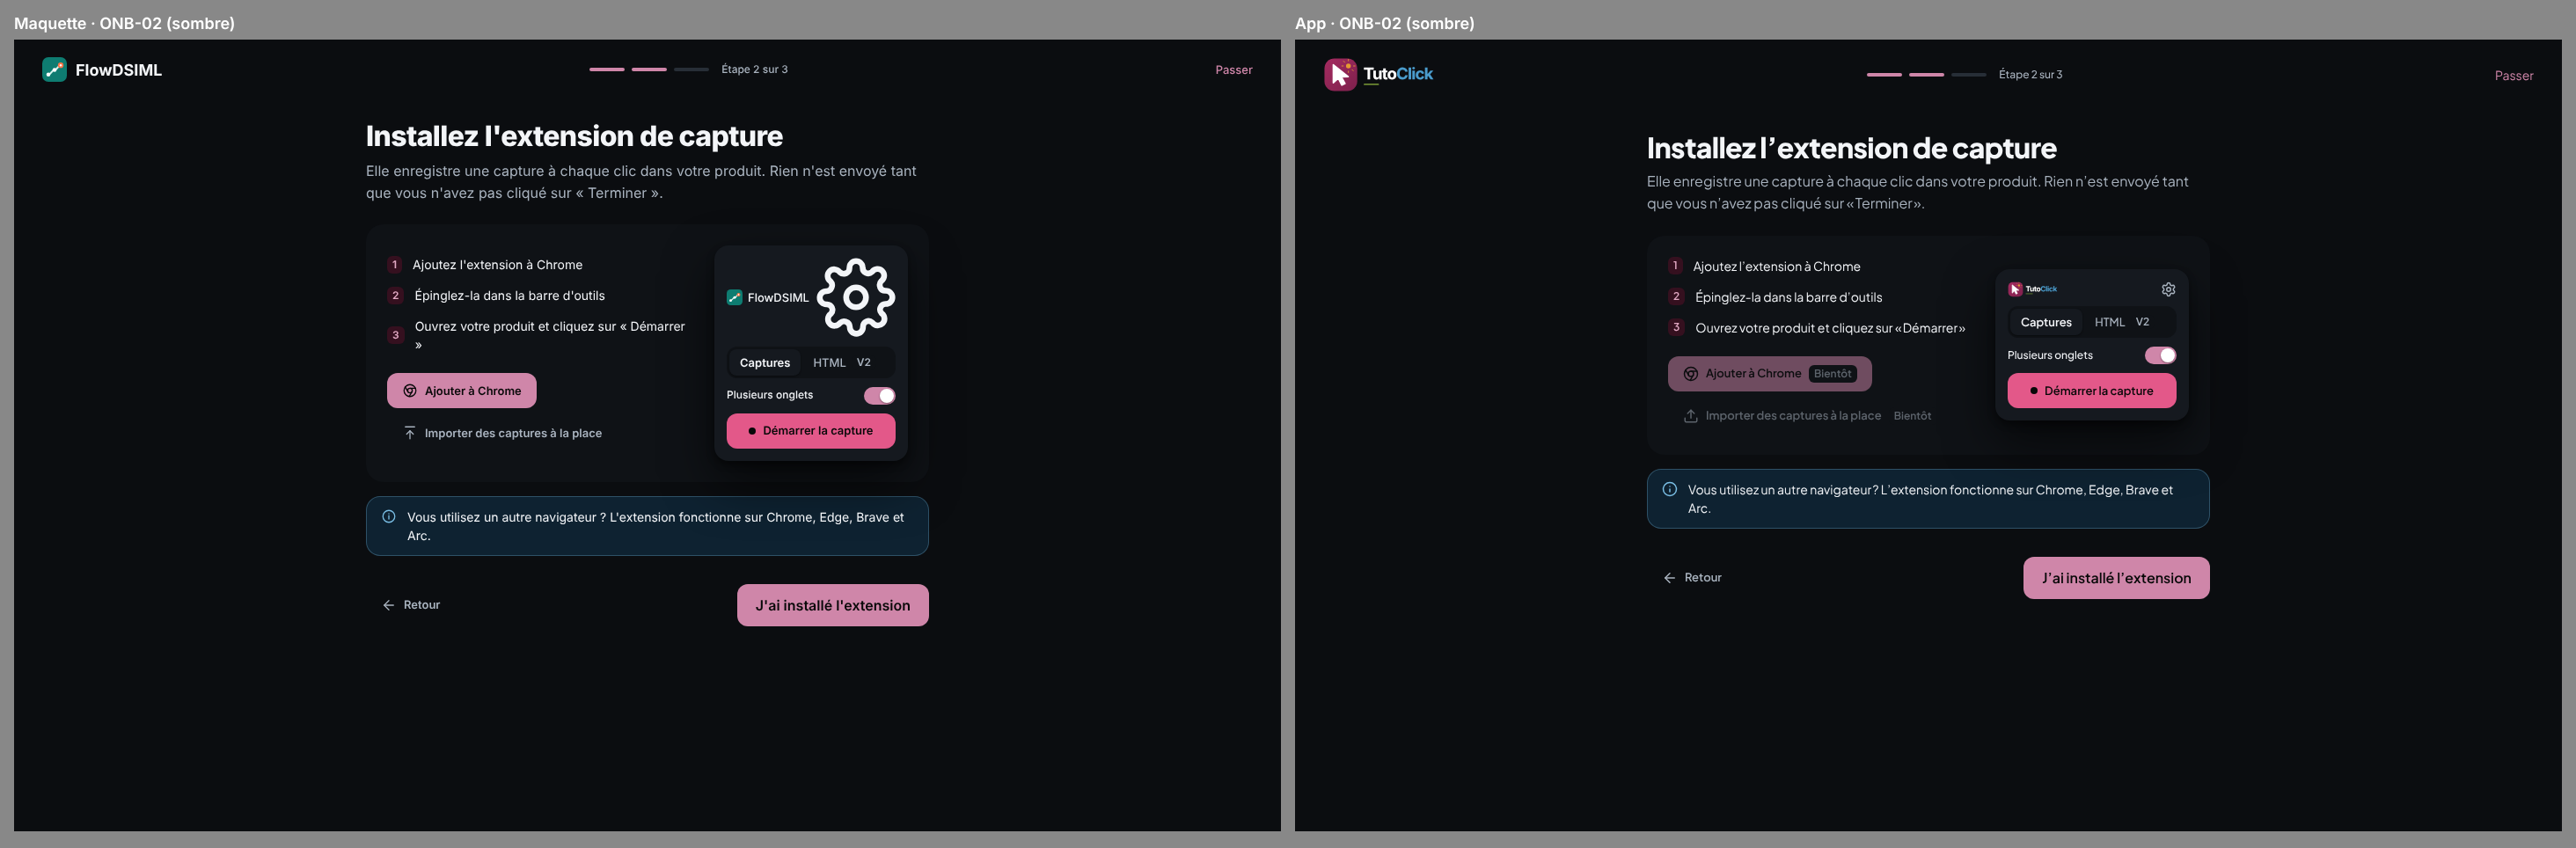 Maquette · ONB-02 (sombre)
FlowDSIML
Étape 2 sur 3
Passer
Installez l'extension de capture
Elle enregistre une capture à chaque clic dans votre produit. Rien n'est envoyé tant
que vous n'avez pas cliqué sur « Terminer ».
1 Ajoutez l'extension à Chrome
2 Épinglez-la dans la barre d'outils
3 Ouvrez votre produit et cliquez sur « Démarrer
»
Ajouter à Chrome
Importer des captures à la place
FlowDSIML
Captures HTML V2
Plusieurs onglets
Démarrer la capture
Vous utilisez un autre navigateur ? L'extension fonctionne sur Chrome, Edge, Brave et
Arc.
Retour
J'ai installé l'extension
App · ONB-02 (sombre)
TutoClick
Étape 2 sur 3
Passer
Installez l’extension de capture
Elle enregistre une capture à chaque clic dans votre produit. Rien n’est envoyé tant
que vous n’avez pas cliqué sur « Terminer ».
1 Ajoutez l’extension à Chrome
2 Épinglez-la dans la barre d’outils
3 Ouvrez votre produit et cliquez sur « Démarrer »
Ajouter à Chrome Bientôt
Importer des captures à la place Bientôt
TutoClick
Captures HTML V2
Plusieurs onglets
Démarrer la capture
Vous utilisez un autre navigateur ? L’extension fonctionne sur Chrome, Edge, Brave et
Arc.
Retour
J’ai installé l’extension